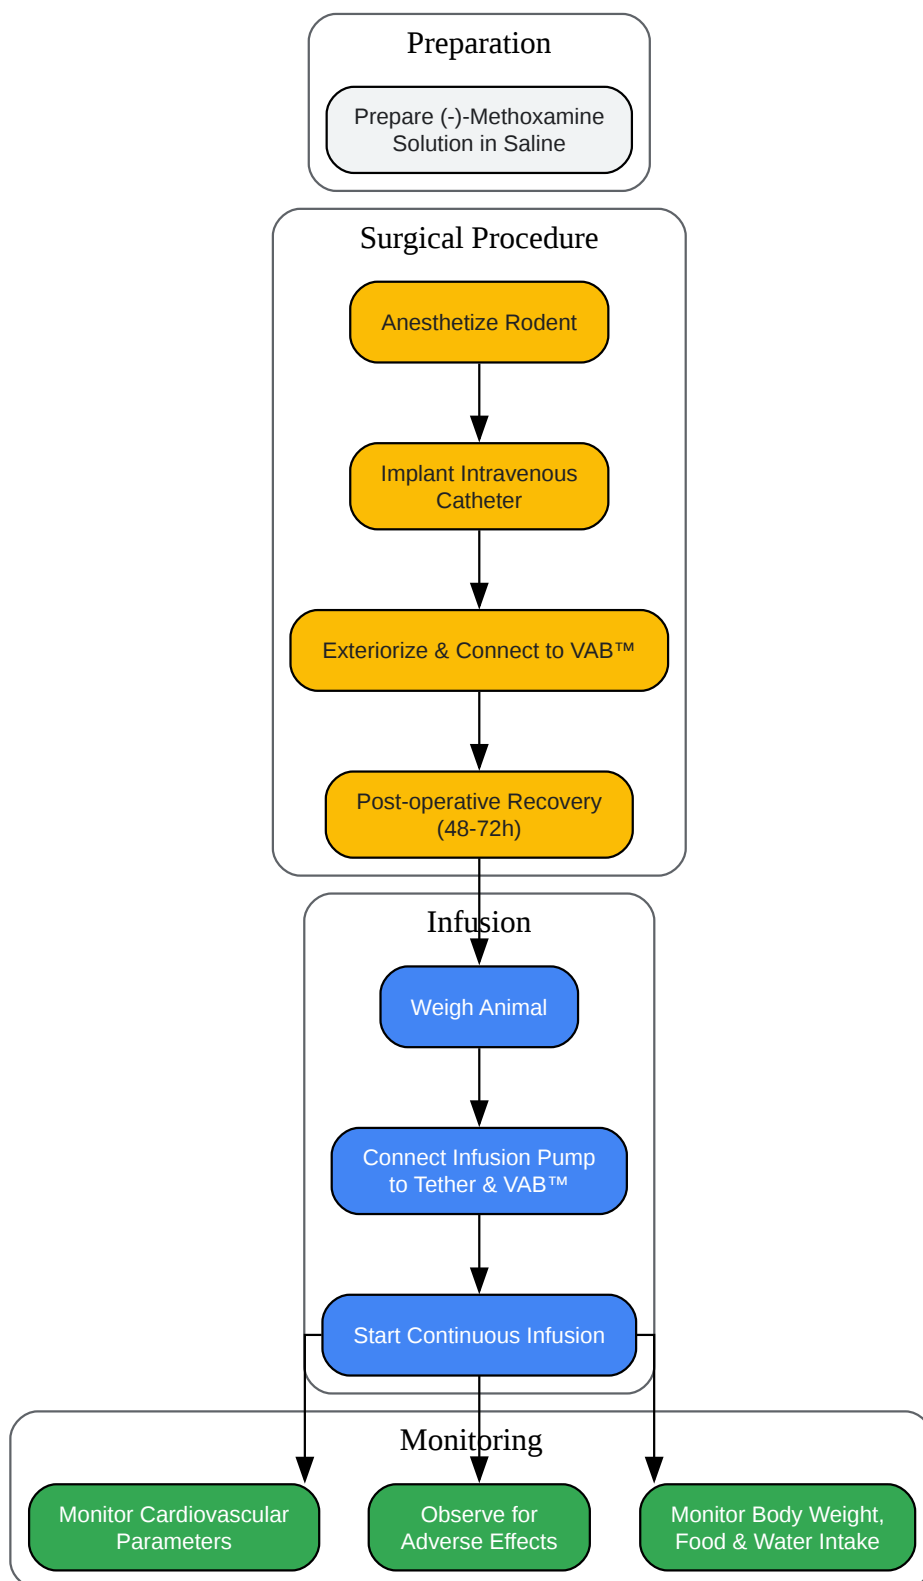 Preparation
Prepare (-)-Methoxamine
Solution in Saline
Surgical Procedure
Anesthetize Rodent
Implant Intravenous
Catheter
Exteriorize & Connect to VAB™
Post-operative Recovery
(48-72h)
Infusion
Weigh Animal
Connect Infusion Pump
to Tether & VAB™
Start Continuous Infusion
Monitoring
Monitor Cardiovascular
Parameters
Observe for
Adverse Effects
Monitor Body Weight,
Food & Water Intake